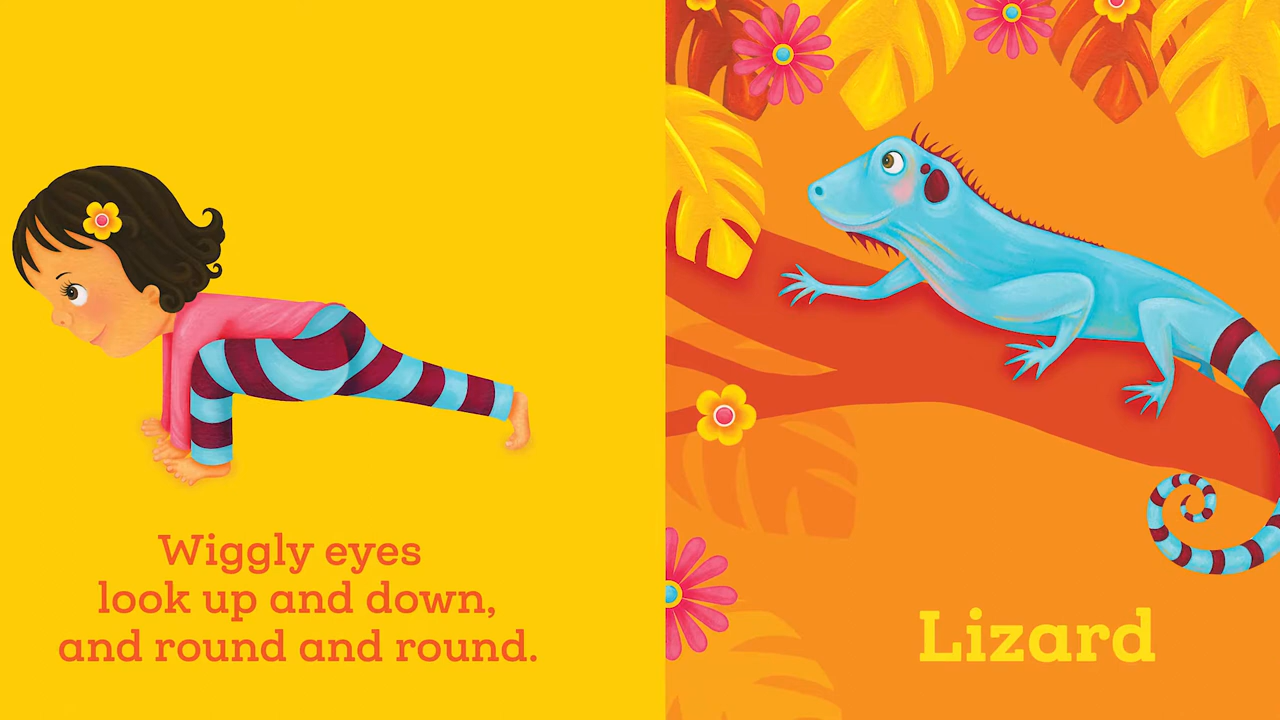 Wiggly eyes
look up and down,
and round and round.
Lizard